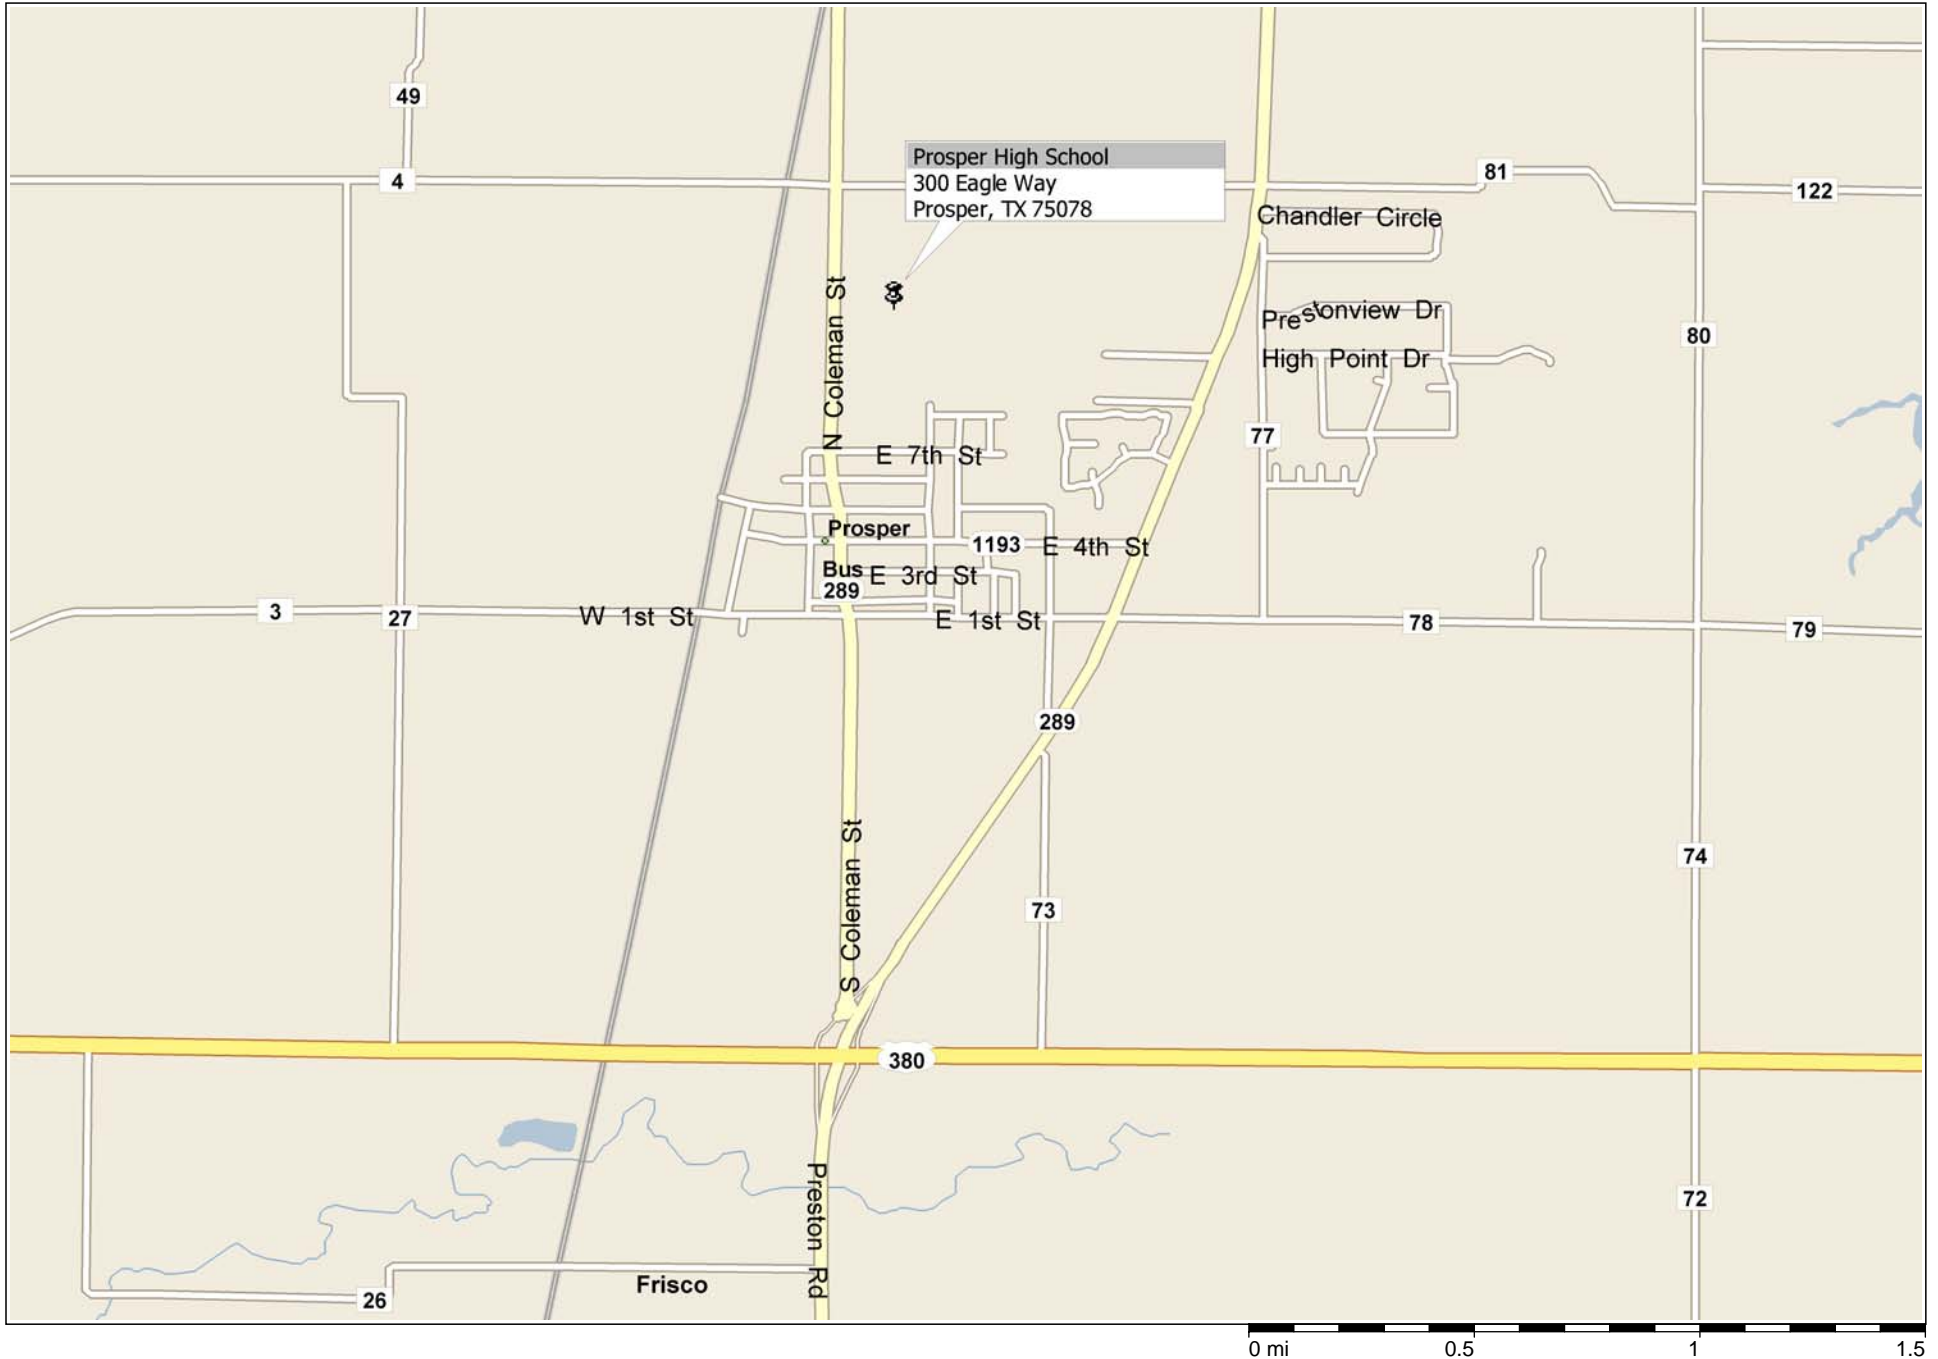 49
Prosper High School
300 Eagle Way
Prosper, TX 75078
4
81
122
Chandler Circle
N Coleman St
Prestonview Dr
80
High Point Dr
77
E 7th St
Prosper
1193
E 4th St
Bus
289
E 3rd St
3
27
W 1st St
E 1st St
78
79
289
S Coleman St
74
73
380
Preston Rd
72
26
Frisco
0 mi
0.5
1
1.5